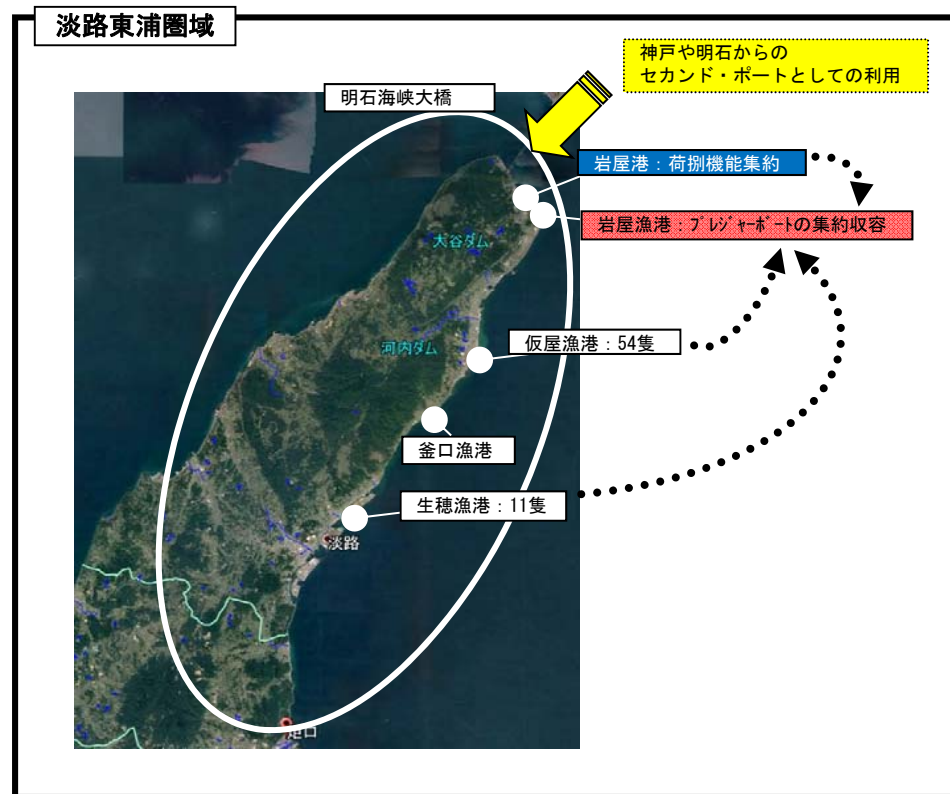 淡路東浦圏域
神戸や明石からの
セカンド・ポートとしての利用
明石海峡大橋
岩屋港：荷捌機能集約
岩屋漁港：ﾌﾟﾚｼﾞｬｰﾎﾞｰﾄの集約収容
大谷ダム
河内ダム
仮屋漁港：54隻
釜口漁港
生穂漁港：11隻
淡路